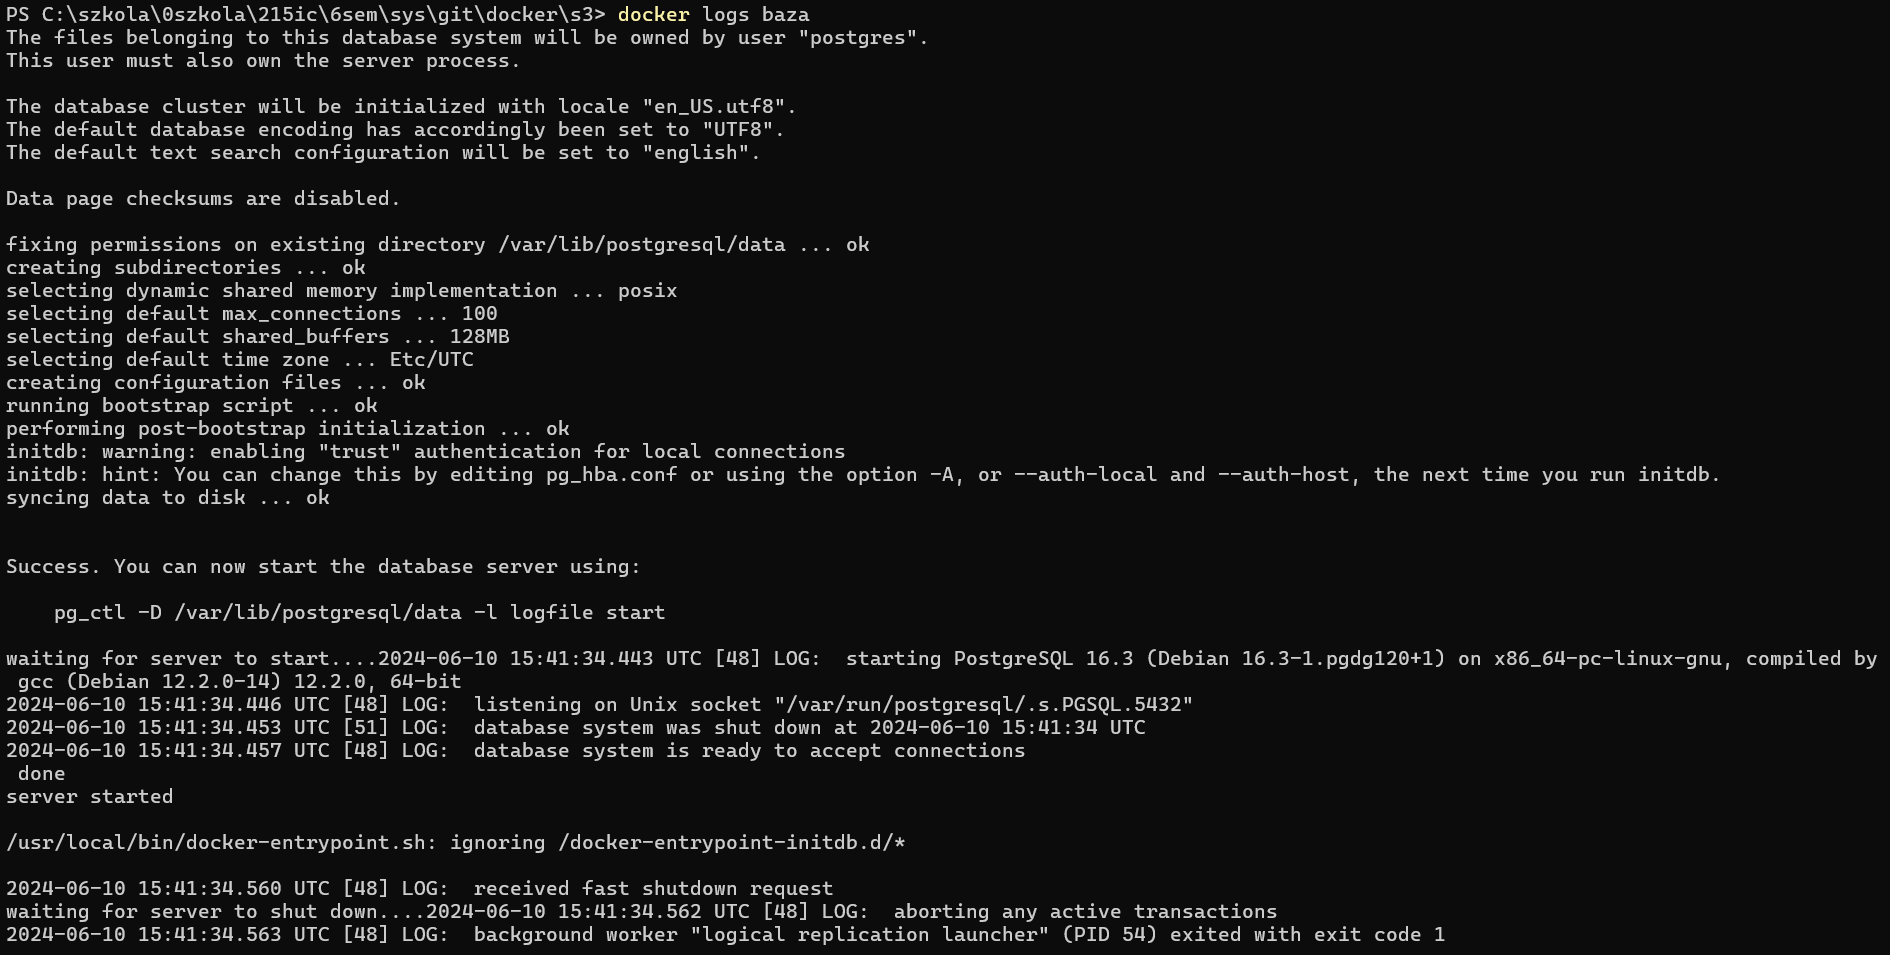 PS C:\szkola\0szkola\215ic\6sem\sys\git\docker\s3> docker logs baza
The files belonging to this database system will be owned by user "postgres".
This user must also own the server process.

The database cluster will be initialized with locale "en_US.utf8".
The default database encoding has accordingly been set to "UTF8".
The default text search configuration will be set to "english".

Data page checksums are disabled.

fixing permissions on existing directory /var/lib/postgresql/data ... ok
creating subdirectories ... ok
selecting dynamic shared memory implementation ... posix
selecting default max_connections ... 100
selecting default shared_buffers ... 128MB
selecting default time zone ... Etc/UTC
creating configuration files ... ok
running bootstrap script ... ok
performing post-bootstrap initialization ... ok
initdb: warning: enabling "trust" authentication for local connections
initdb: hint: You can change this by editing pg_hba.conf or using the option -A, or --auth-local and --auth-host, the next time you run initdb.
syncing data to disk ... ok


Success. You can now start the database server using:

    pg_ctl -D /var/lib/postgresql/data -l logfile start

waiting for server to start....2024-06-10 15:41:34.443 UTC [48] LOG:  starting PostgreSQL 16.3 (Debian 16.3-1.pgdg120+1) on x86_64-pc-linux-gnu, compiled by
 gcc (Debian 12.2.0-14) 12.2.0, 64-bit
2024-06-10 15:41:34.446 UTC [48] LOG:  listening on Unix socket "/var/run/postgresql/.s.PGSQL.5432"
2024-06-10 15:41:34.453 UTC [51] LOG:  database system was shut down at 2024-06-10 15:41:34 UTC
2024-06-10 15:41:34.457 UTC [48] LOG:  database system is ready to accept connections
 done
server started

/usr/local/bin/docker-entrypoint.sh: ignoring /docker-entrypoint-initdb.d/*

2024-06-10 15:41:34.560 UTC [48] LOG:  received fast shutdown request
waiting for server to shut down....2024-06-10 15:41:34.562 UTC [48] LOG:  aborting any active transactions
2024-06-10 15:41:34.563 UTC [48] LOG:  background worker "logical replication launcher" (PID 54) exited with exit code 1